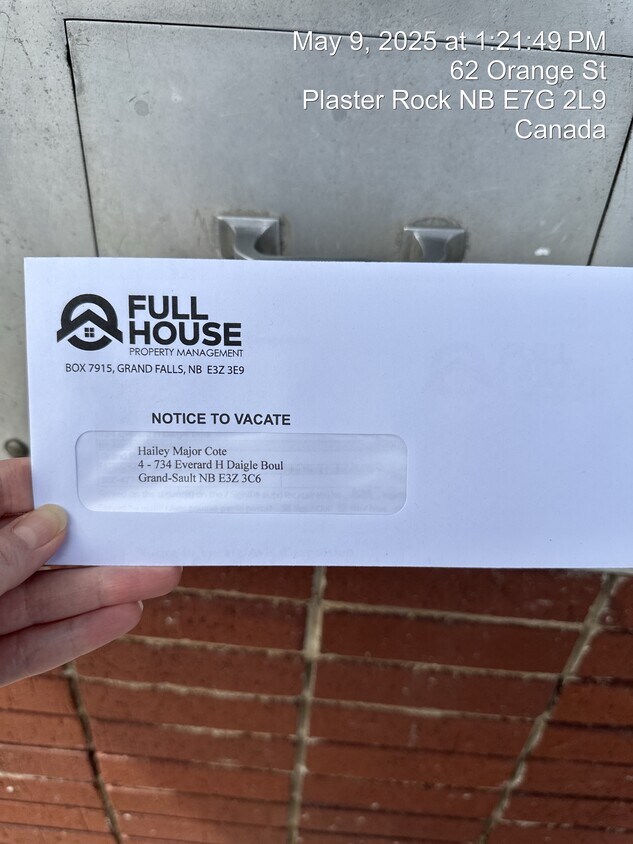 May 9, 2025 at 1:21:49 PM
62 Orange St
Plaster Rock NB E7G 2L9
Canada
FULL
HOUSE
PROPERTY MANAGEMENT
BOX 7915, GRAND FALLS, NB E3Z 3E9
NOTICE TO VACATE
Hailey Major Cote
4 - 734 Everard H Daigle Boul
Grand-Sault NB E3Z 3C6